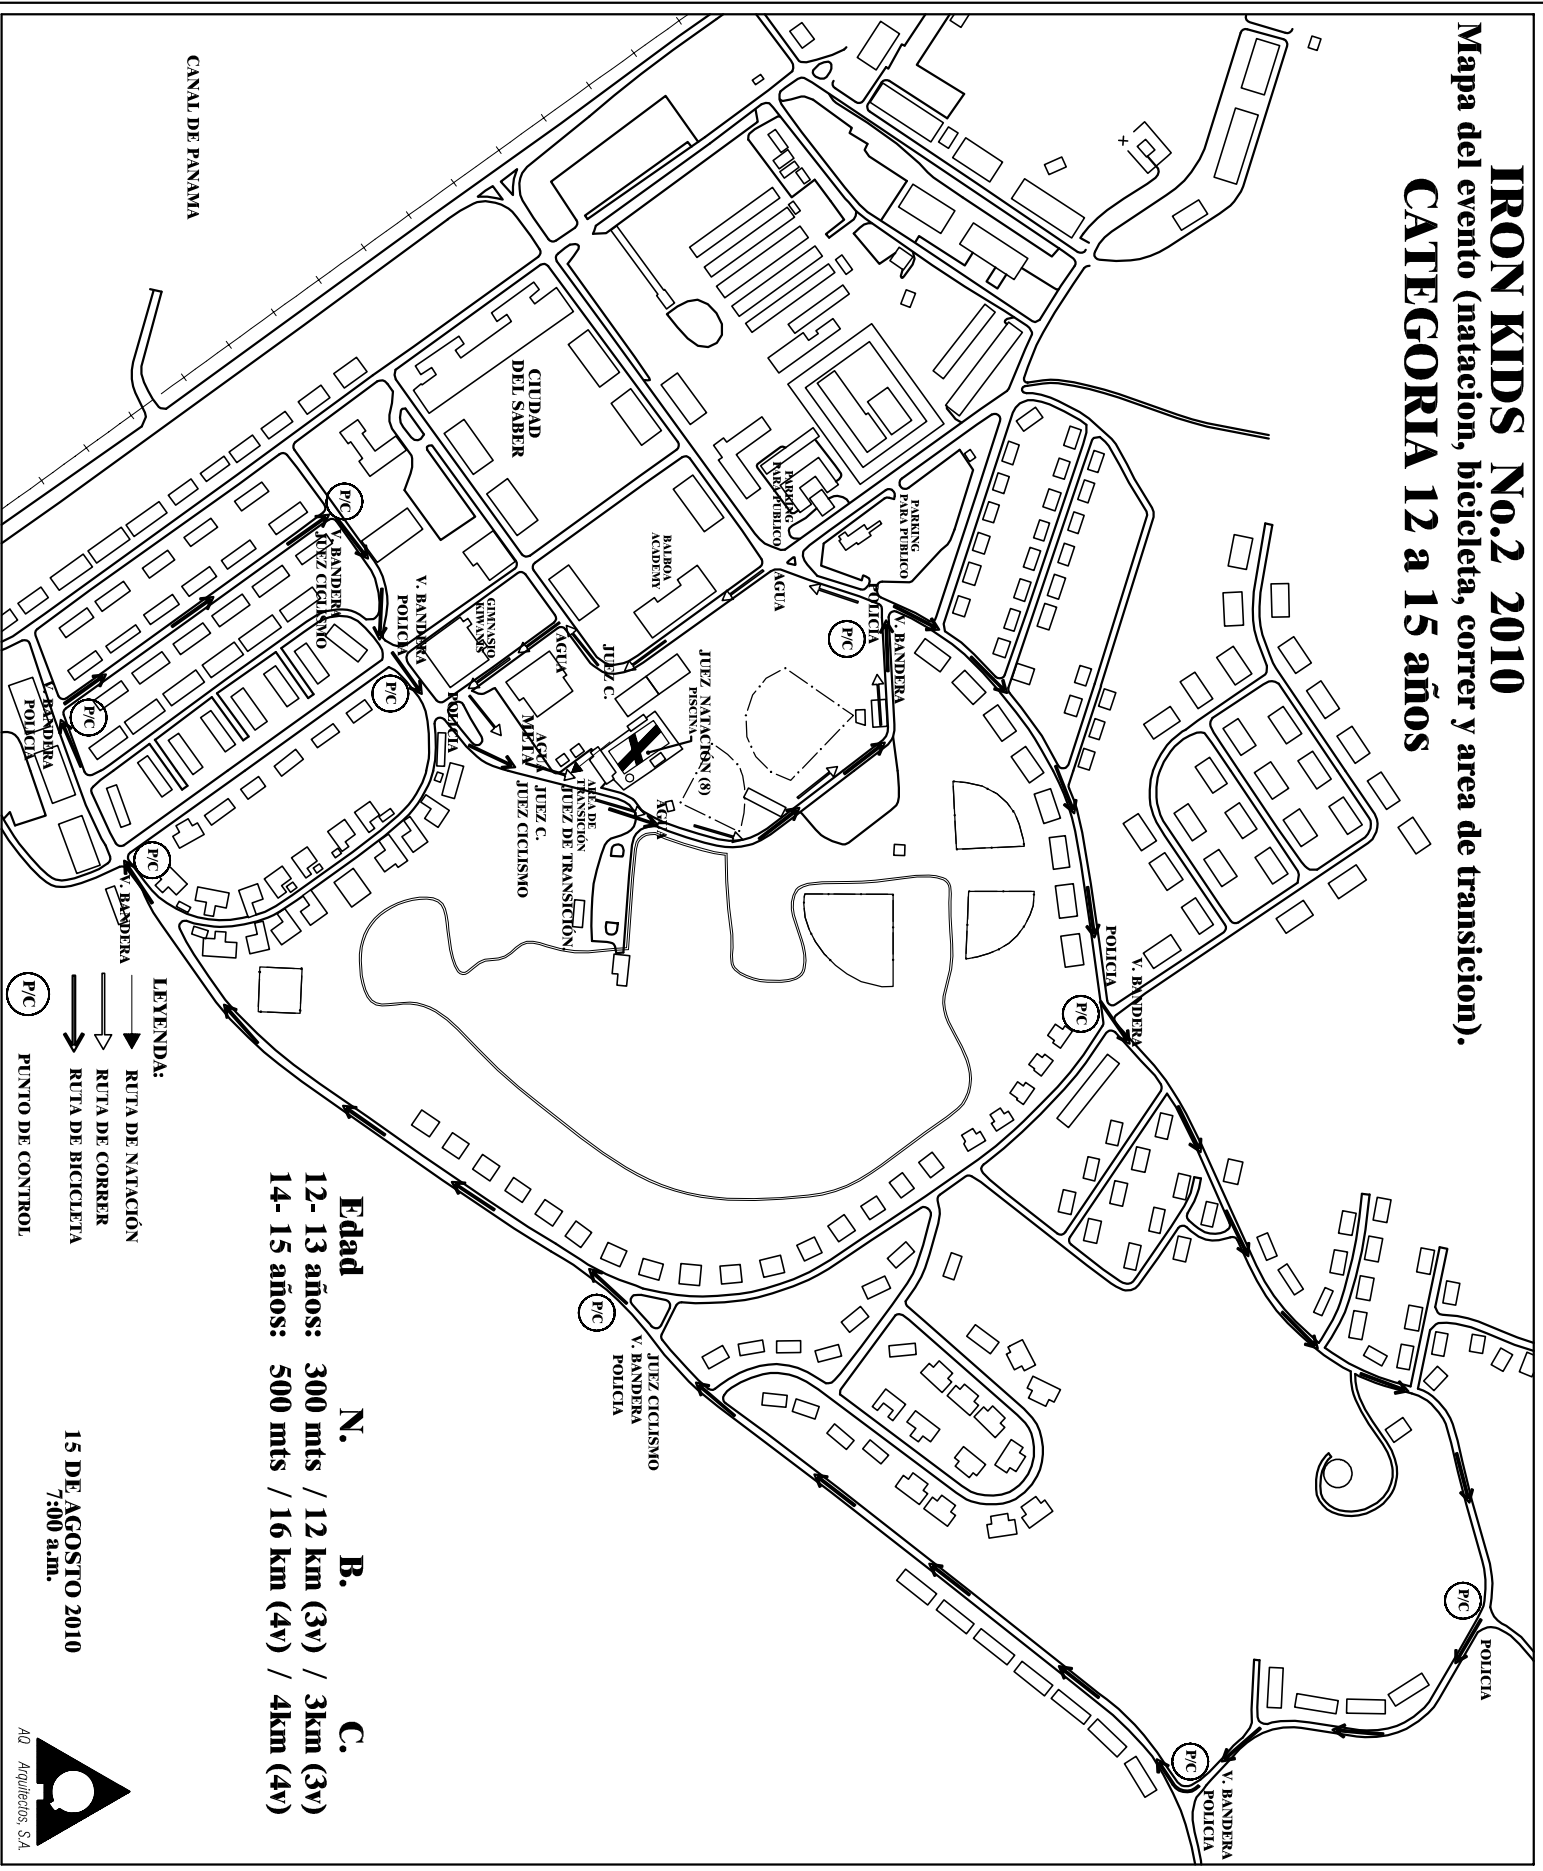 IRON KIDS No.2 2010
Mapa del evento (natacion, bicicleta, correr y area de transicion).
CATEGORIA 12 a 15 años
PARKING
PARA PUBLICO
PARKING
PARA PUBLICO
POLICIA
V. BANDERA
P/C
AGUA
POLICIA
V. BANDERA
P/C
POLICIA
P/C
V. BANDERA
POLICIA
P/C
CIUDAD
DEL SABER
BALBOA
ACADEMY
JUEZ NATACION (8)
PISCINA
JUEZ C.
AGUA
AGUA
GIMNASIO
KIWANIS
AREA DE
TRANSICIÓN
JUEZ DE TRANSICIÓN
AGUA
META
JUEZ C.
JUEZ CICLISMO
POLICIA
V. BANDERA
POLICIA
P/C
P/C
V. BANDERA
JUEZ CICLISMO
P/C
V. BANDERA
POLICIA
P/C
V. BANDERA
JUEZ CICLISMO
V. BANDERA
POLICIA
P/C
CANAL DE PANAMA
Edad N. B. C.
12- 13 años: 300 mts / 12 km (3v) / 3km (3v)
14- 15 años: 500 mts / 16 km (4v) / 4km (4v)
LEYENDA:
RUTA DE NATACIÓN
RUTA DE CORRER
RUTA DE BICICLETA
P/C PUNTO DE CONTROL
15 DE AGOSTO 2010
7:00 a.m.
AQ Arquitectos, S.A.